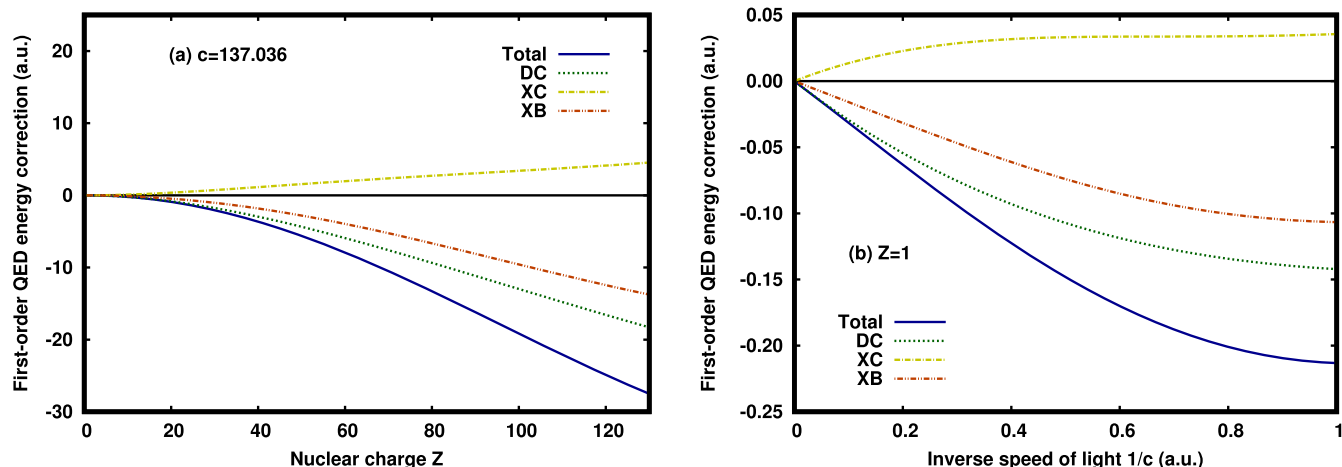 First-order QED energy correction (a.u.)
20
10
0
-10
-20
-30
(a) c=137.036
Total
DC
XC
XB
0
20
40
60
80
100
120
Nuclear charge Z
First-order QED energy correction (a.u.)
0.05
0.00
-0.05
-0.10
-0.15
-0.20
-0.25
(b) Z=1
Total
DC
XC
XB
0
0.2
0.4
0.6
0.8
1
Inverse speed of light 1/c (a.u.)